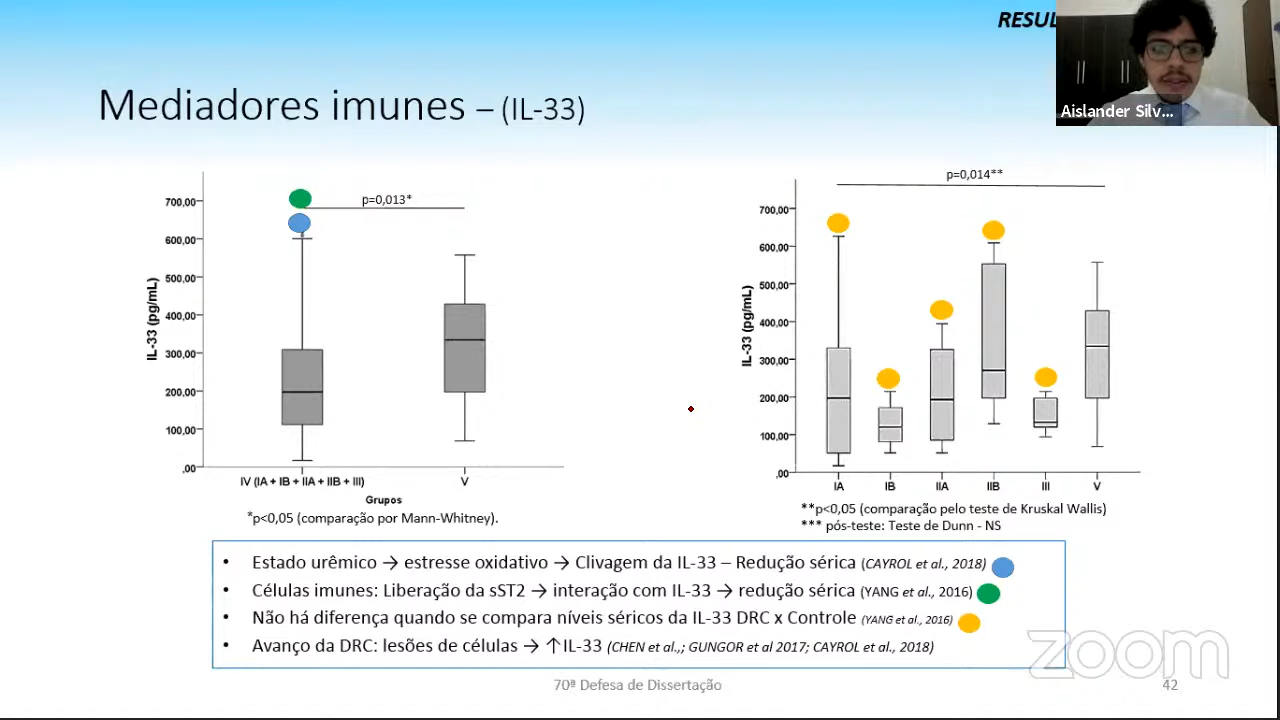 RESUL
Aislander Silv...
Mediadores imunes – (IL-33)
p=0,013*
700,00
600,00
500,00
400,00
300,00
200,00
100,00
,00
IL-33 (pg/mL)
IV (IA + IB + IIA + IIB + III)
V
Grupos
*p<0,05 (comparação por Mann-Whitney).
p=0,014**
700,00
600,00
500,00
400,00
300,00
200,00
100,00
,00
IL-33 (pg/mL)
IA IB IIA IIB III V
**p<0,05 (comparação pelo teste de Kruskal Wallis)
*** pós-teste: Teste de Dunn - NS
• Estado urêmico → estresse oxidativo → Clivagem da IL-33 – Redução sérica (CAYROL et al., 2018)
• Células imunes: Liberação da sST2 → interação com IL-33 → redução sérica (YANG et al., 2016)
• Não há diferença quando se compara níveis séricos da IL-33 DRC x Controle (YANG et al., 2016)
• Avanço da DRC: lesões de células → ↑IL-33 (CHEN et al.,; GUNGOR et al 2017; CAYROL et al., 2018)
zoom
70ª Defesa de Dissertação
42